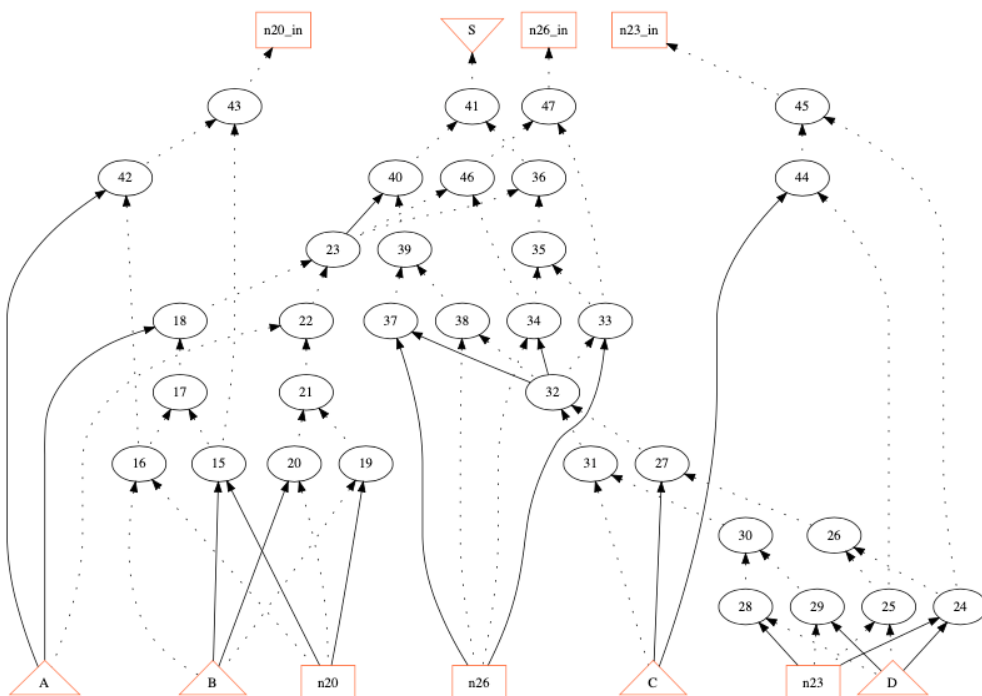 n20_in S n26_in n23_in
43 41 47 45
42 40 46 36 44
23 39 35
18 22 37 38 34 33
17 21 32
16 15 20 19 31 27
30 26
28 29 25 24
A B n20 n26 C n23 D